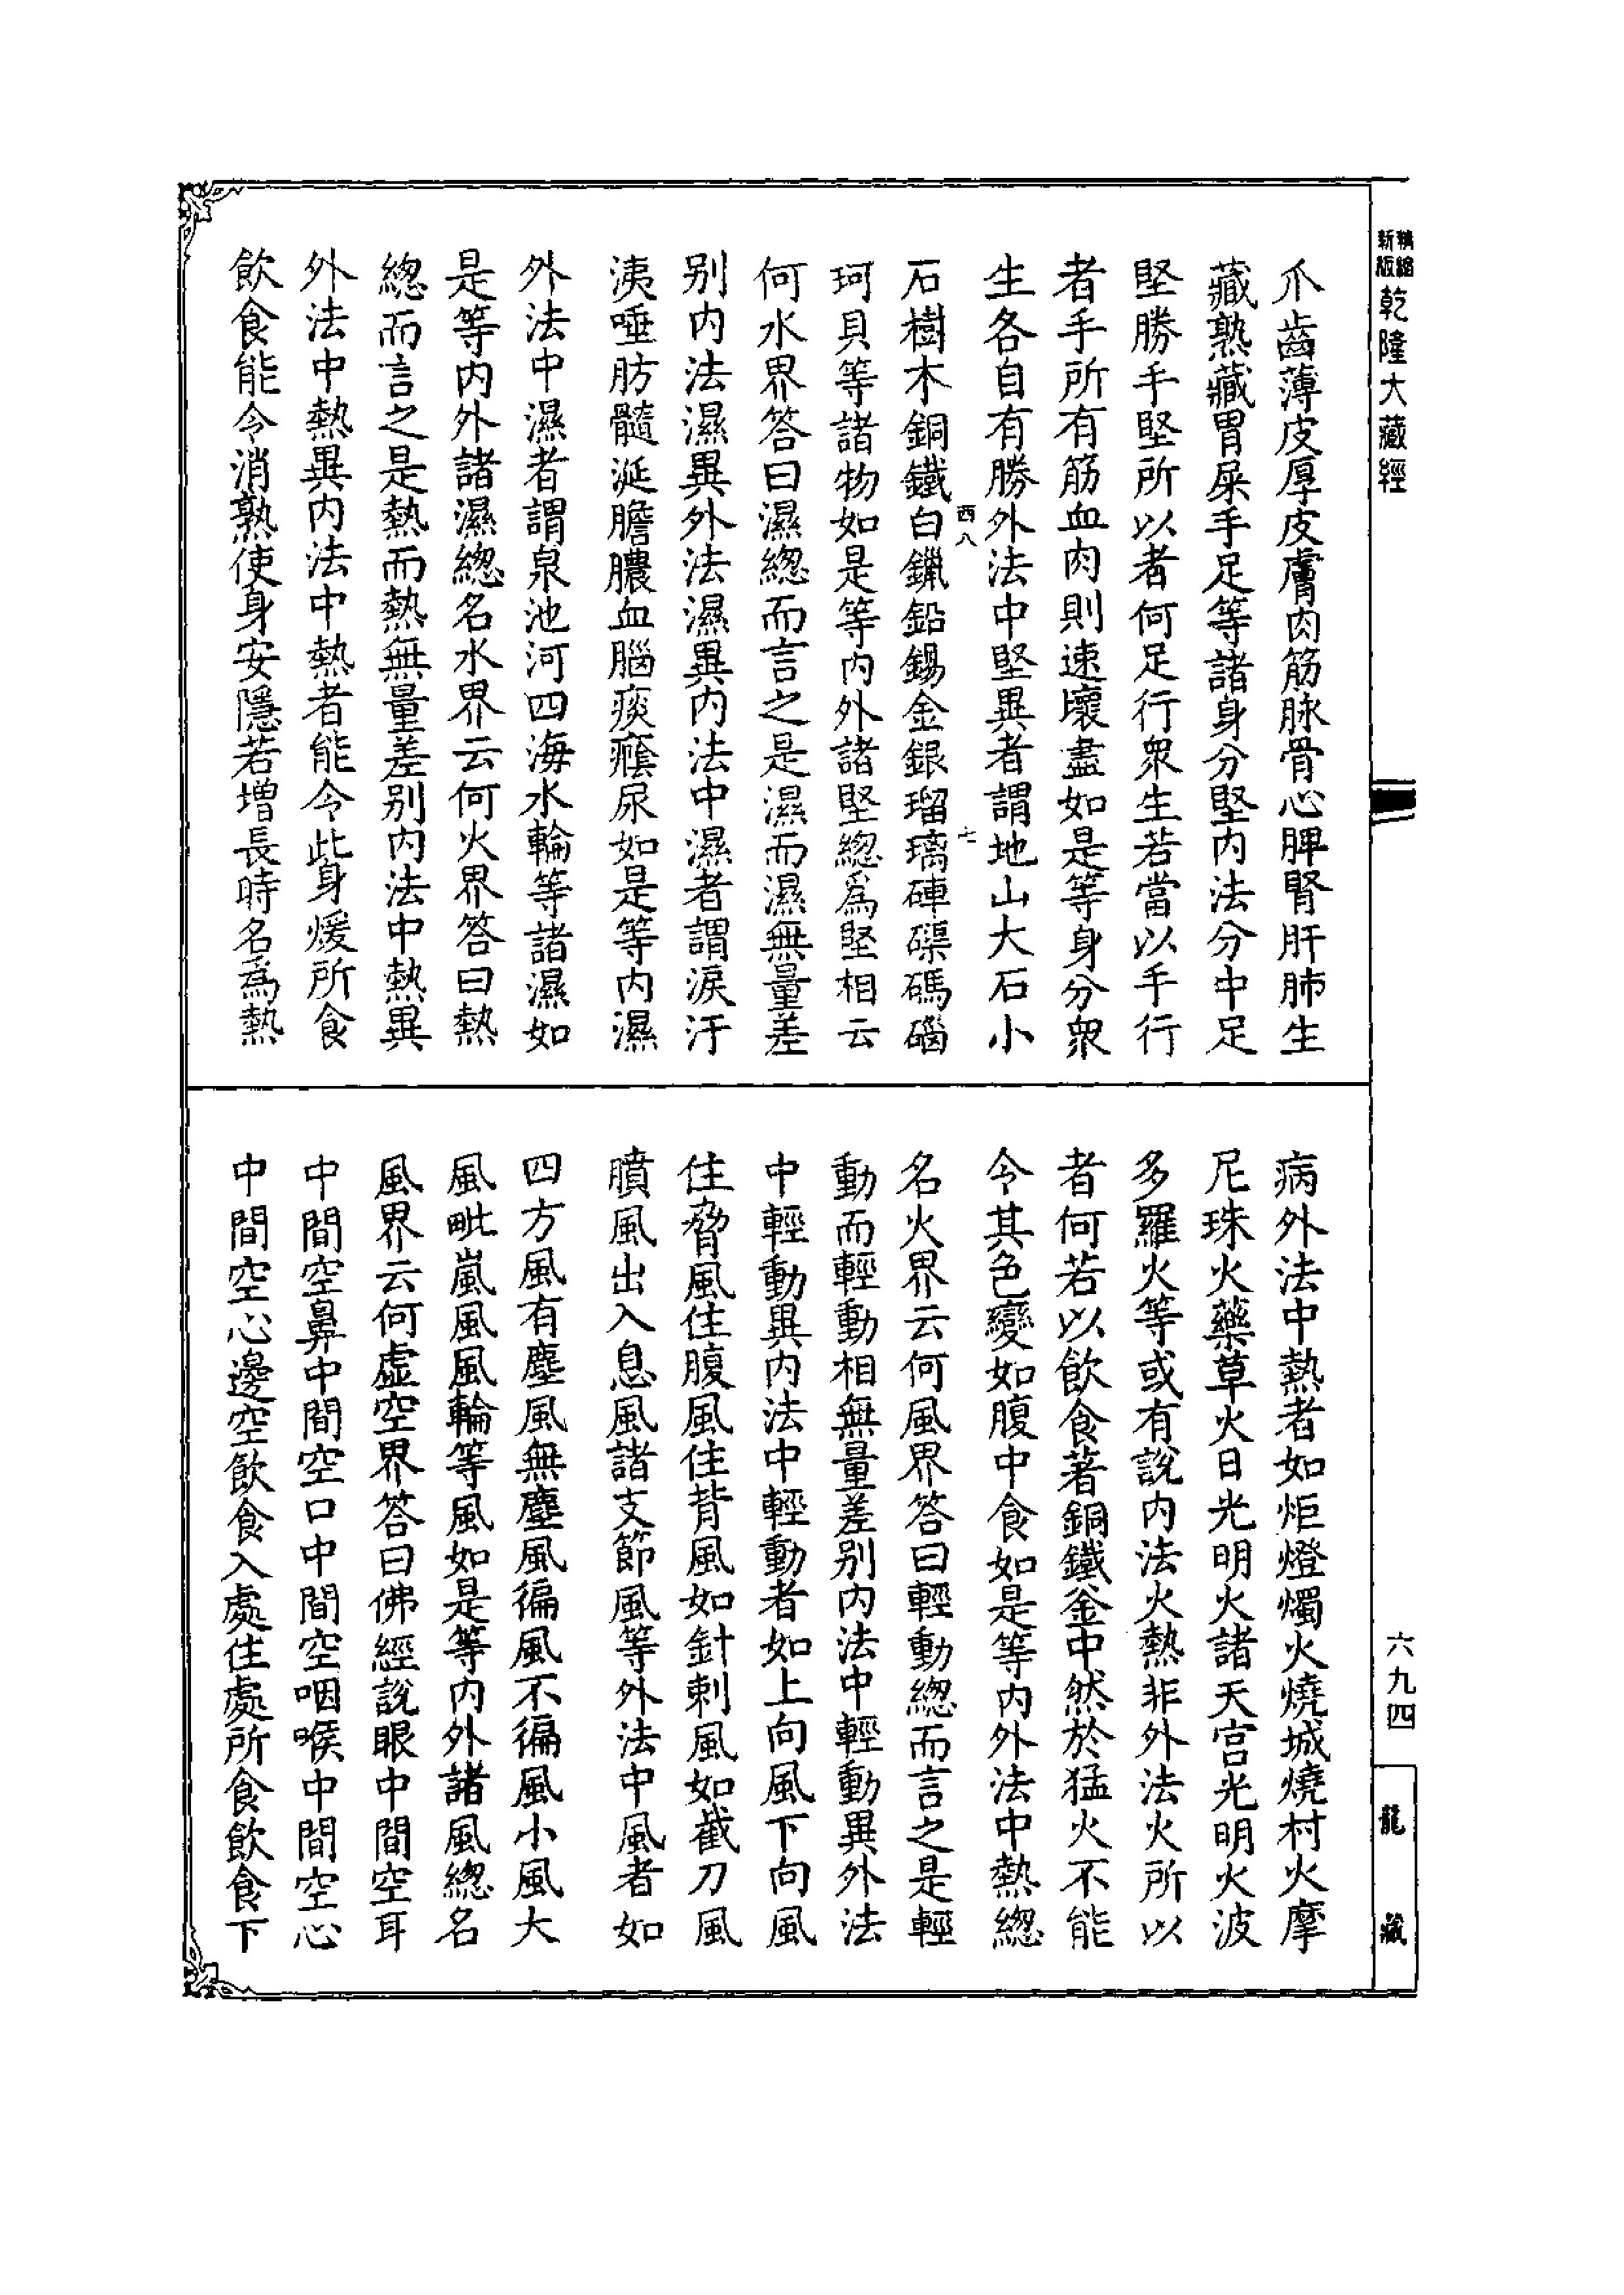 新版精縮乾隆大藏經
爪齒薄皮厚皮膚肉筋脉骨心脾腎肝肺生
藏熟藏胃屎手足等諸身分堅内法分中足
堅勝手堅所以者何足行衆生若當以手行
者手所有筋血肉則速壞盡如是等身分衆
生各自有勝外法中堅異者謂地山大石小
西八 七
石樹木銅鐵白鑞鉛錫金銀瑠璃硨磲碼碯
珂貝等諸物如是等内外諸堅緫爲堅相云
何水界答曰濕緫而言之是濕而濕無量差
别内法濕異外法濕異内法中濕者謂淚汗
洟唾肪髓涎膽膿血腦痰癊尿如是等内濕
外法中濕者謂泉池河四海水輪等諸濕如
是等内外諸濕緫名水界云何火界答曰熱
緫而言之是熱而熱無量差别内法中熱異
外法中熱異内法中熱者能令此身煖所食
飲食能令消熟使身安隱若增長時名爲熱
病外法中熱者如炬燈燭火燒城燒村火摩
尼珠火藥草火日光明火諸天宮光明火波
多羅火等或有說内法火熱非外法火所以
者何若以飲食著銅鐵釜中然於猛火不能
令其色變如腹中食如是等内外法中熱緫
名火界云何風界答曰輕動緫而言之是輕
動而輕動相無量差别内法中輕動異外法
中輕動異内法中輕動者如上向風下向風
住脅風住腹風住背風如針刺風如截刀風
膹風出入息風諸支節風等外法中風者如
四方風有塵風無塵風徧風不徧風小風大
風毗嵐風風輪等風如是等内外諸風緫名
風界云何虛空界答曰佛經說眼中間空耳
中間空鼻中間空口中間空咽喉中間空心
中間空心邊空飲食入處住處所食飲食下
六九四
龍藏